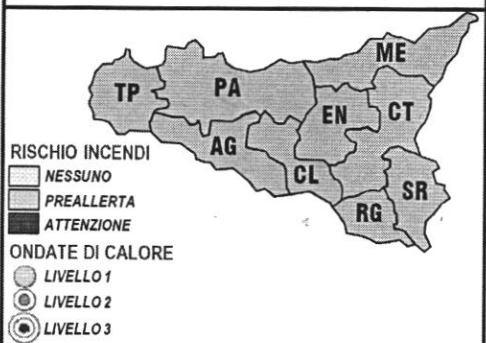 ME
TP
PA
EN
CT
AG
CL
SR
RG
RISCHIO INCENDI
NESSUNO
PREALLERTA
ATTENZIONE
ONDATE DI CALORE
LIVELLO 1
LIVELLO 2
LIVELLO 3